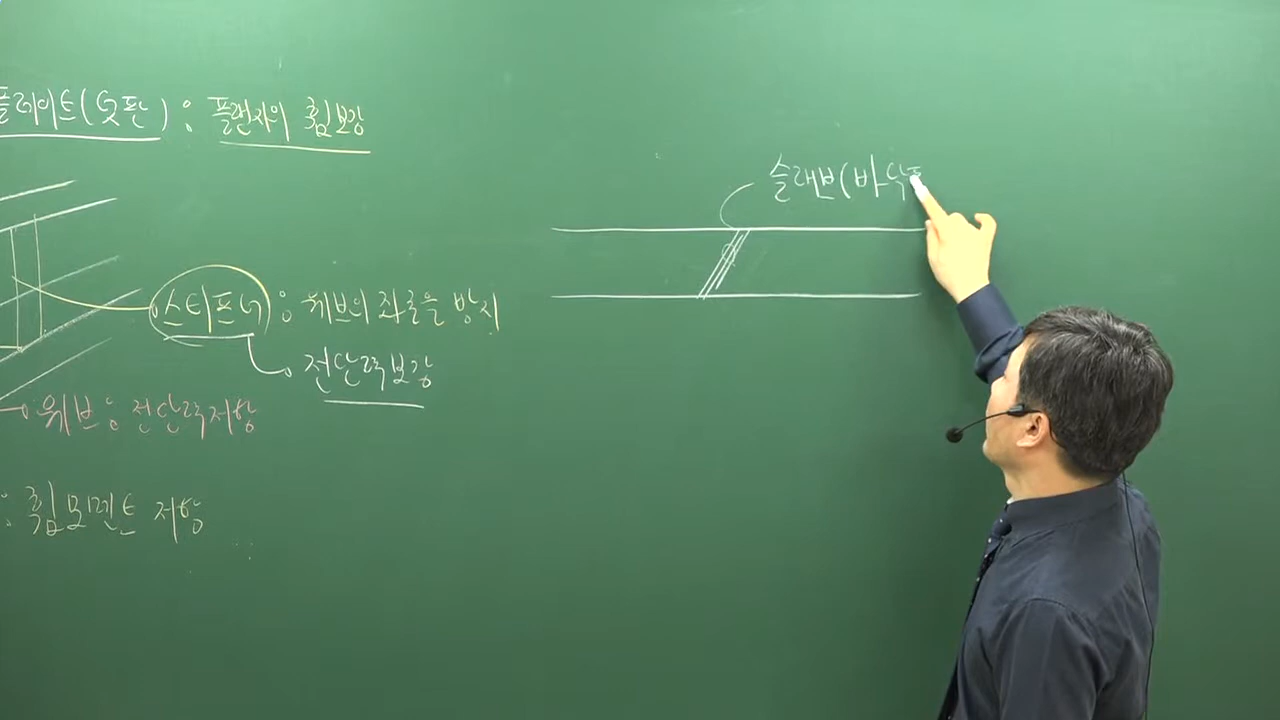 플레이트(덧판) : 플랜지의 휨보강
스티프너 : 웨브의 좌굴을 방지
전단력보강
웨브 : 전단력저항
: 휨모멘트 저항
슬래브(바닥